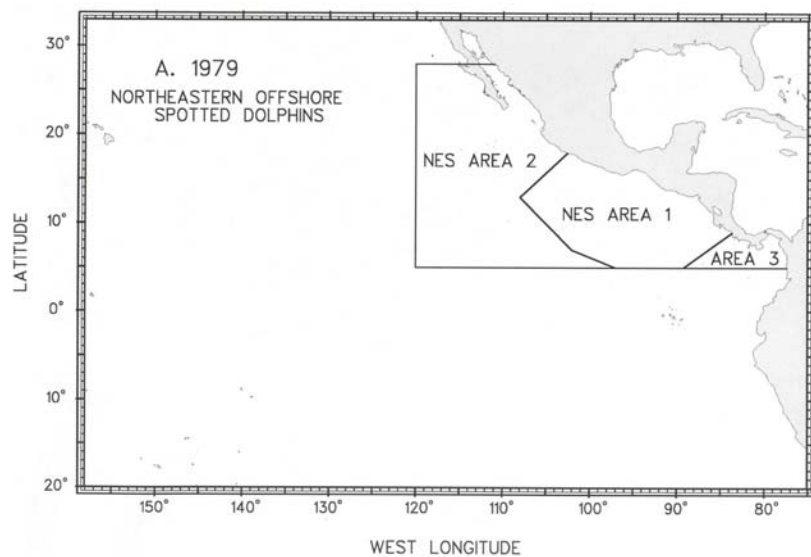 A. 1979
NORTHEASTERN OFFSHORE
SPOTTED DOLPHINS
NES AREA 2
NES AREA 1
AREA 3
LATITUDE
30°
20°
10°
0°
10°
20°
150°
140°
130°
120°
110°
100°
90°
80°
WEST LONGITUDE